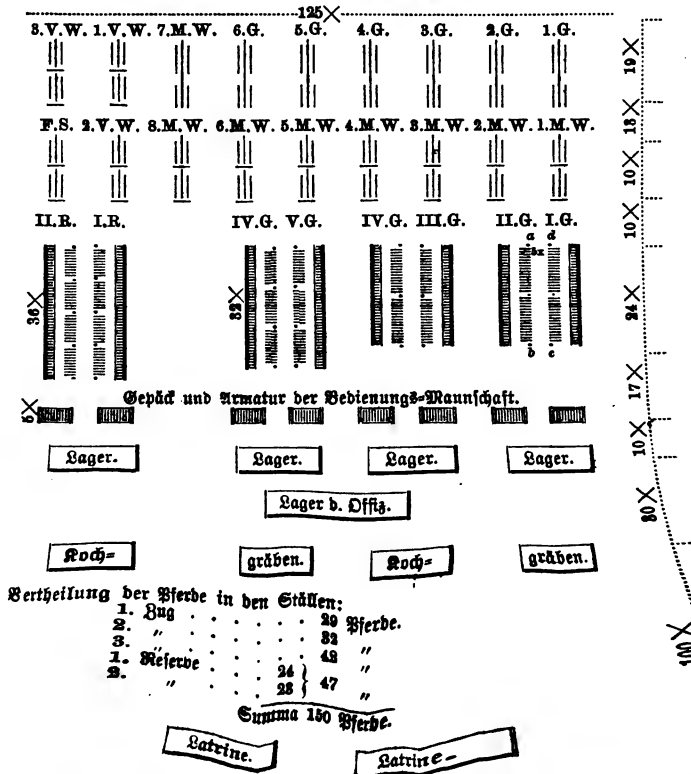 125×
3.V.W. 1.V.W. 7.M.W. 6.G. 5.G. 4.G. 3.G. 2.G. 1.G.
19×
F.S. 2.V.W. 8.M.W. 6.M.W. 5.M.W. 4.M.W. 3.M.W. 2.M.W. 1.M.W.
13×
10×
II.R. I.R. IV.G. V.G. IV.G. III.G. II.G. I.G.
10×
a d
5x
36× 32× 24×
b c
17×
Gepäck und Armatur der Bedienungs-Mannschaft.
5×
10×
Lager. Lager. Lager. Lager.
Lager d. Offiz.
80×
Koch= gräben. Koch= gräben.
Vertheilung der Pferde in den Ställen:
1. Zug . . . . . . 29 Pferde.
2. " . . . . . . 32 "
3. " . . . . . . 42 "
1. Reserve . . . . 24 } 47 "
2. " . . . . 23 "
Summa 150 Pferde.
100×
Latrine. Latrine-